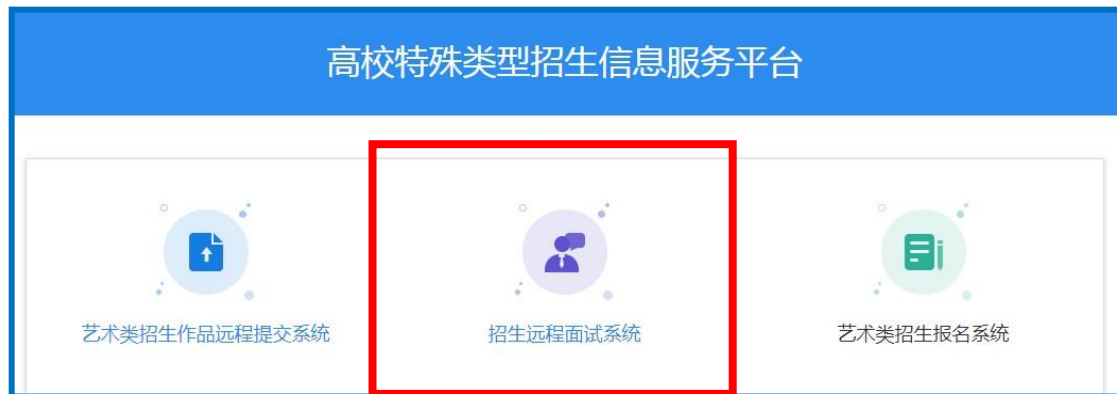 高校特殊类型招生信息服务平台
艺术类招生作品远程提交系统
招生远程面试系统
艺术类招生报名系统